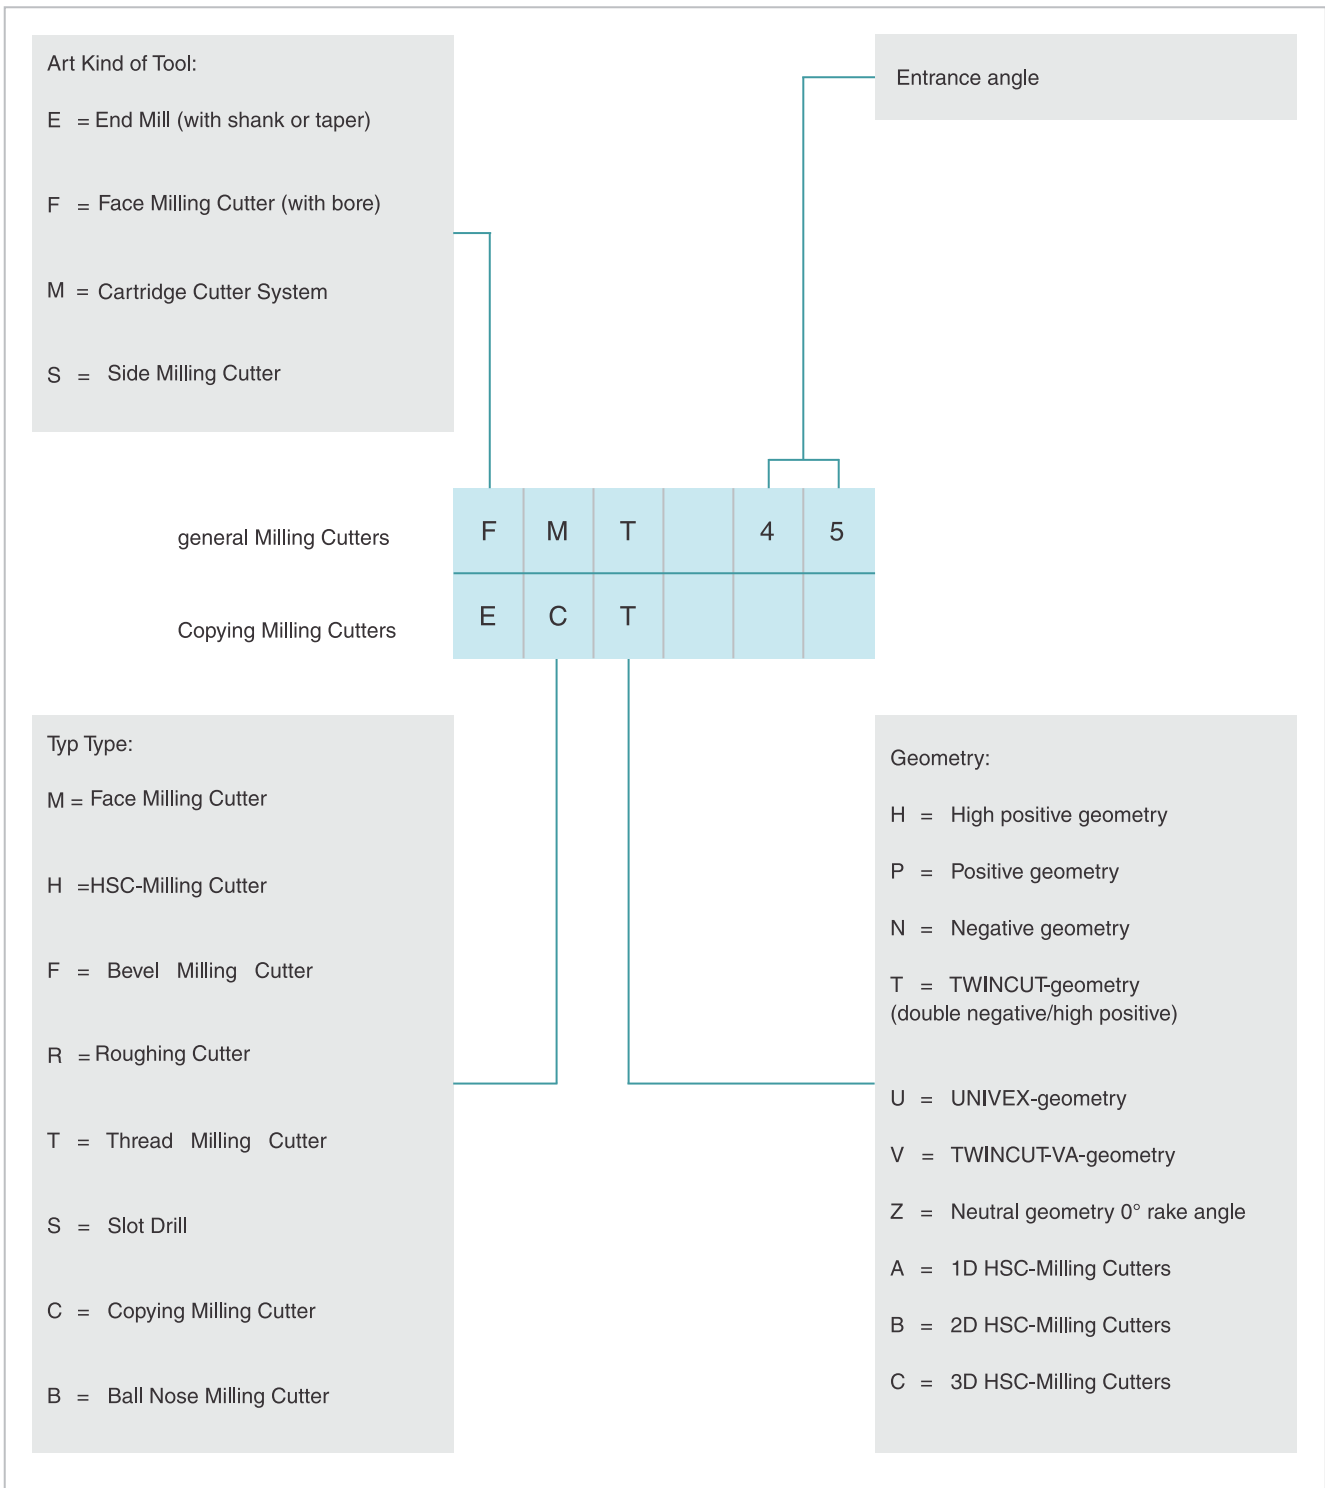 Art Kind of Tool:
E = End Mill (with shank or taper)
F = Face Milling Cutter (with bore)
M = Cartridge Cutter System
S = Side Milling Cutter
Entrance angle
general Milling Cutters
F M T 4 5
Copying Milling Cutters
E C T
Typ Type:
M = Face Milling Cutter
H =HSC-Milling Cutter
F = Bevel Milling Cutter
R = Roughing Cutter
T = Thread Milling Cutter
S = Slot Drill
C = Copying Milling Cutter
B = Ball Nose Milling Cutter
Geometry:
H = High positive geometry
P = Positive geometry
N = Negative geometry
T = TWINCUT-geometry
(double negative/high positive)
U = UNIVEX-geometry
V = TWINCUT-VA-geometry
Z = Neutral geometry 0° rake angle
A = 1D HSC-Milling Cutters
B = 2D HSC-Milling Cutters
C = 3D HSC-Milling Cutters